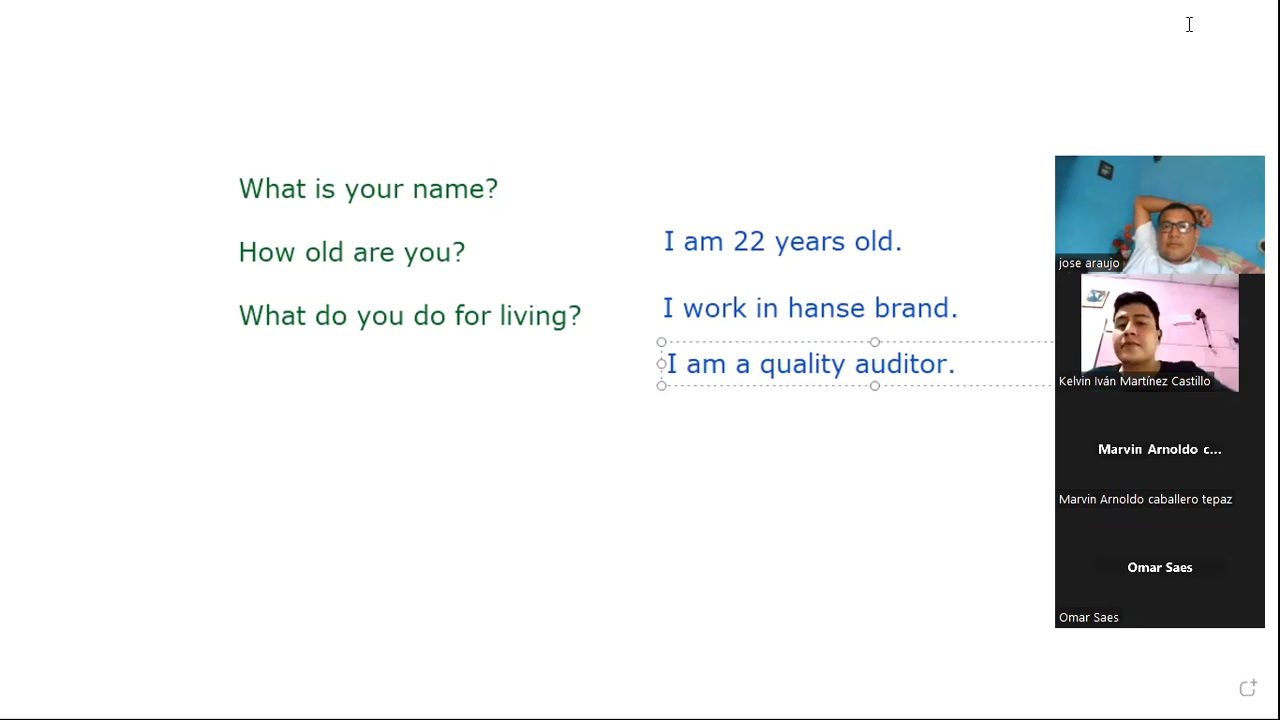 What is your name?
How old are you?
What do you do for living?
I am 22 years old.
I work in hanse brand.
I am a quality auditor.
jose araujo
Kelvin Iván Martínez Castillo
Marvin Arnoldo c...
Marvin Arnoldo caballero tepaz
Omar Saes
Omar Saes